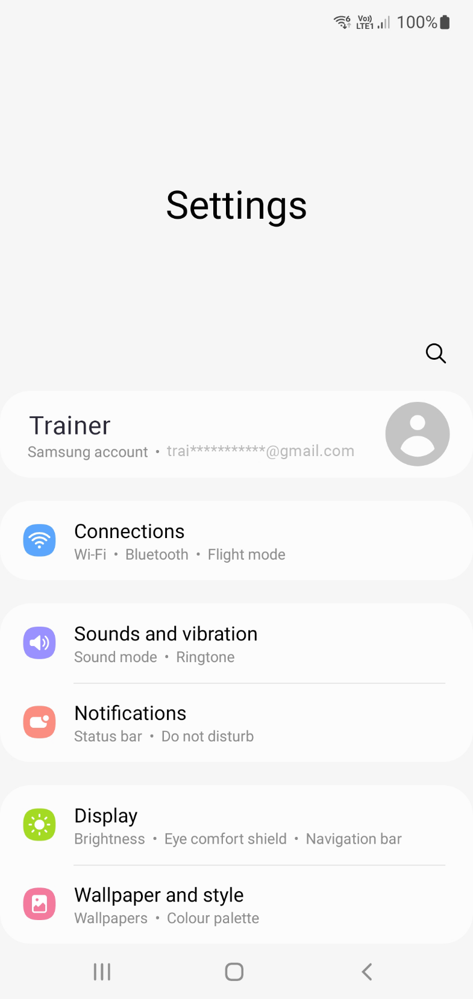 Vo)) LTE1 100%
Settings
Trainer
Samsung account • trai***********@gmail.com
Connections
Wi-Fi • Bluetooth • Flight mode
Sounds and vibration
Sound mode • Ringtone
Notifications
Status bar • Do not disturb
Display
Brightness • Eye comfort shield • Navigation bar
Wallpaper and style
Wallpapers • Colour palette